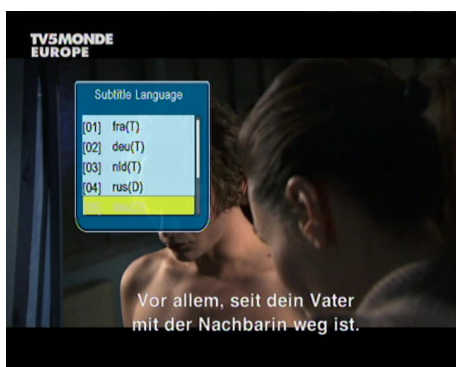 TV5MONDE
EUROPE
Subtitle Language
[01] fra(T)
[02] deu(T)
[03] nld(T)
[04] rus(D)
Vor allem, seit dein Vater
mit der Nachbarin weg ist.